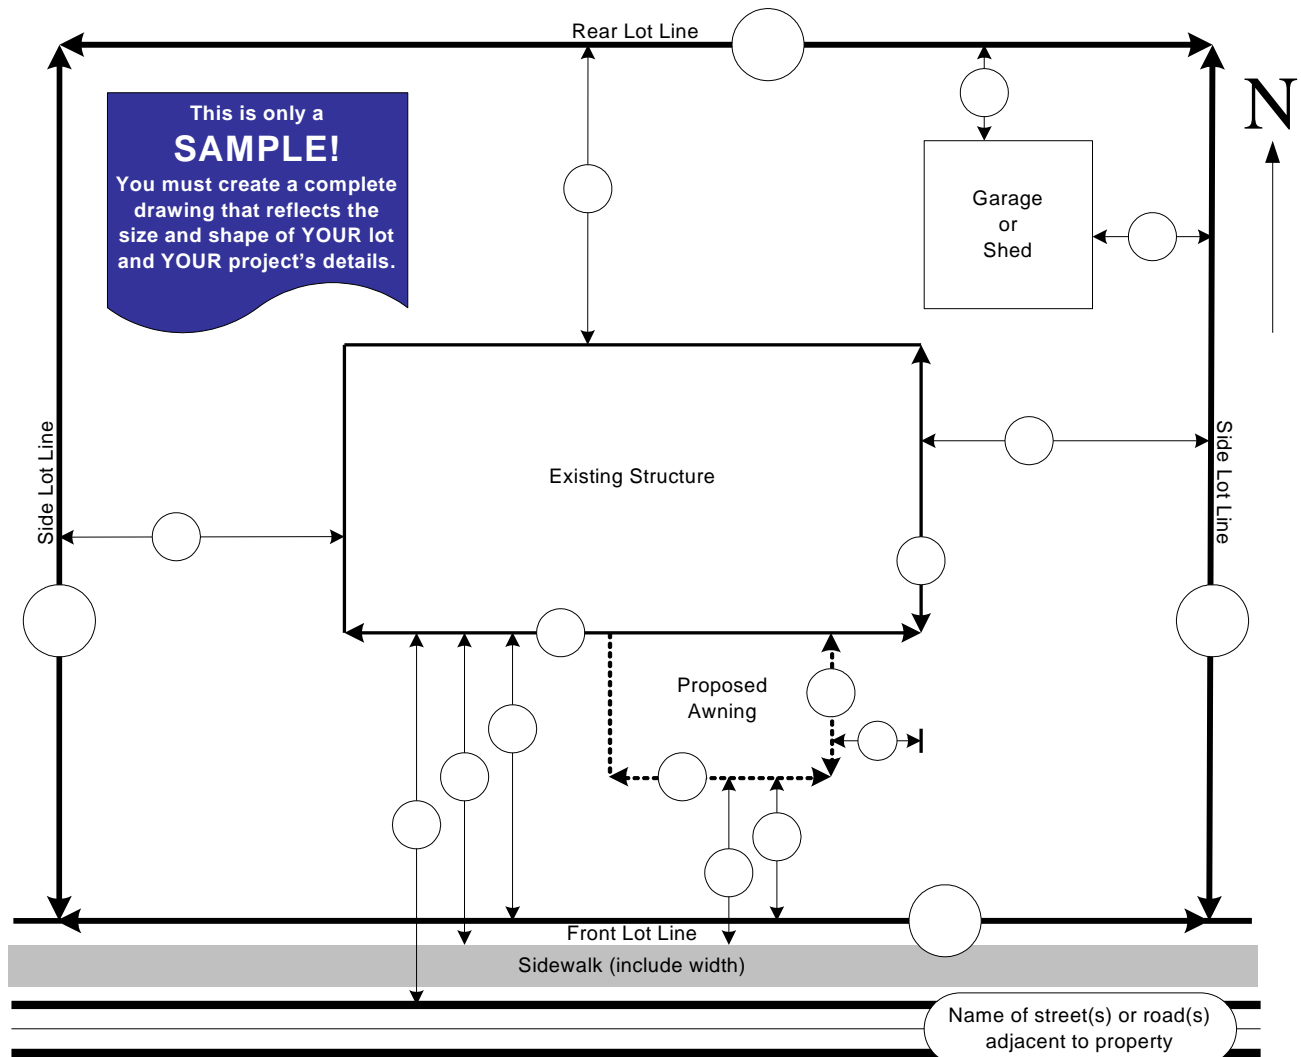 Rear Lot Line
N
This is only a
SAMPLE!
You must create a complete
drawing that reflects the
size and shape of YOUR lot
and YOUR project's details.
Garage
or
Shed
Side Lot Line
Existing Structure
Side Lot Line
Proposed
Awning
Front Lot Line
Sidewalk (include width)
Name of street(s) or road(s)
adjacent to property